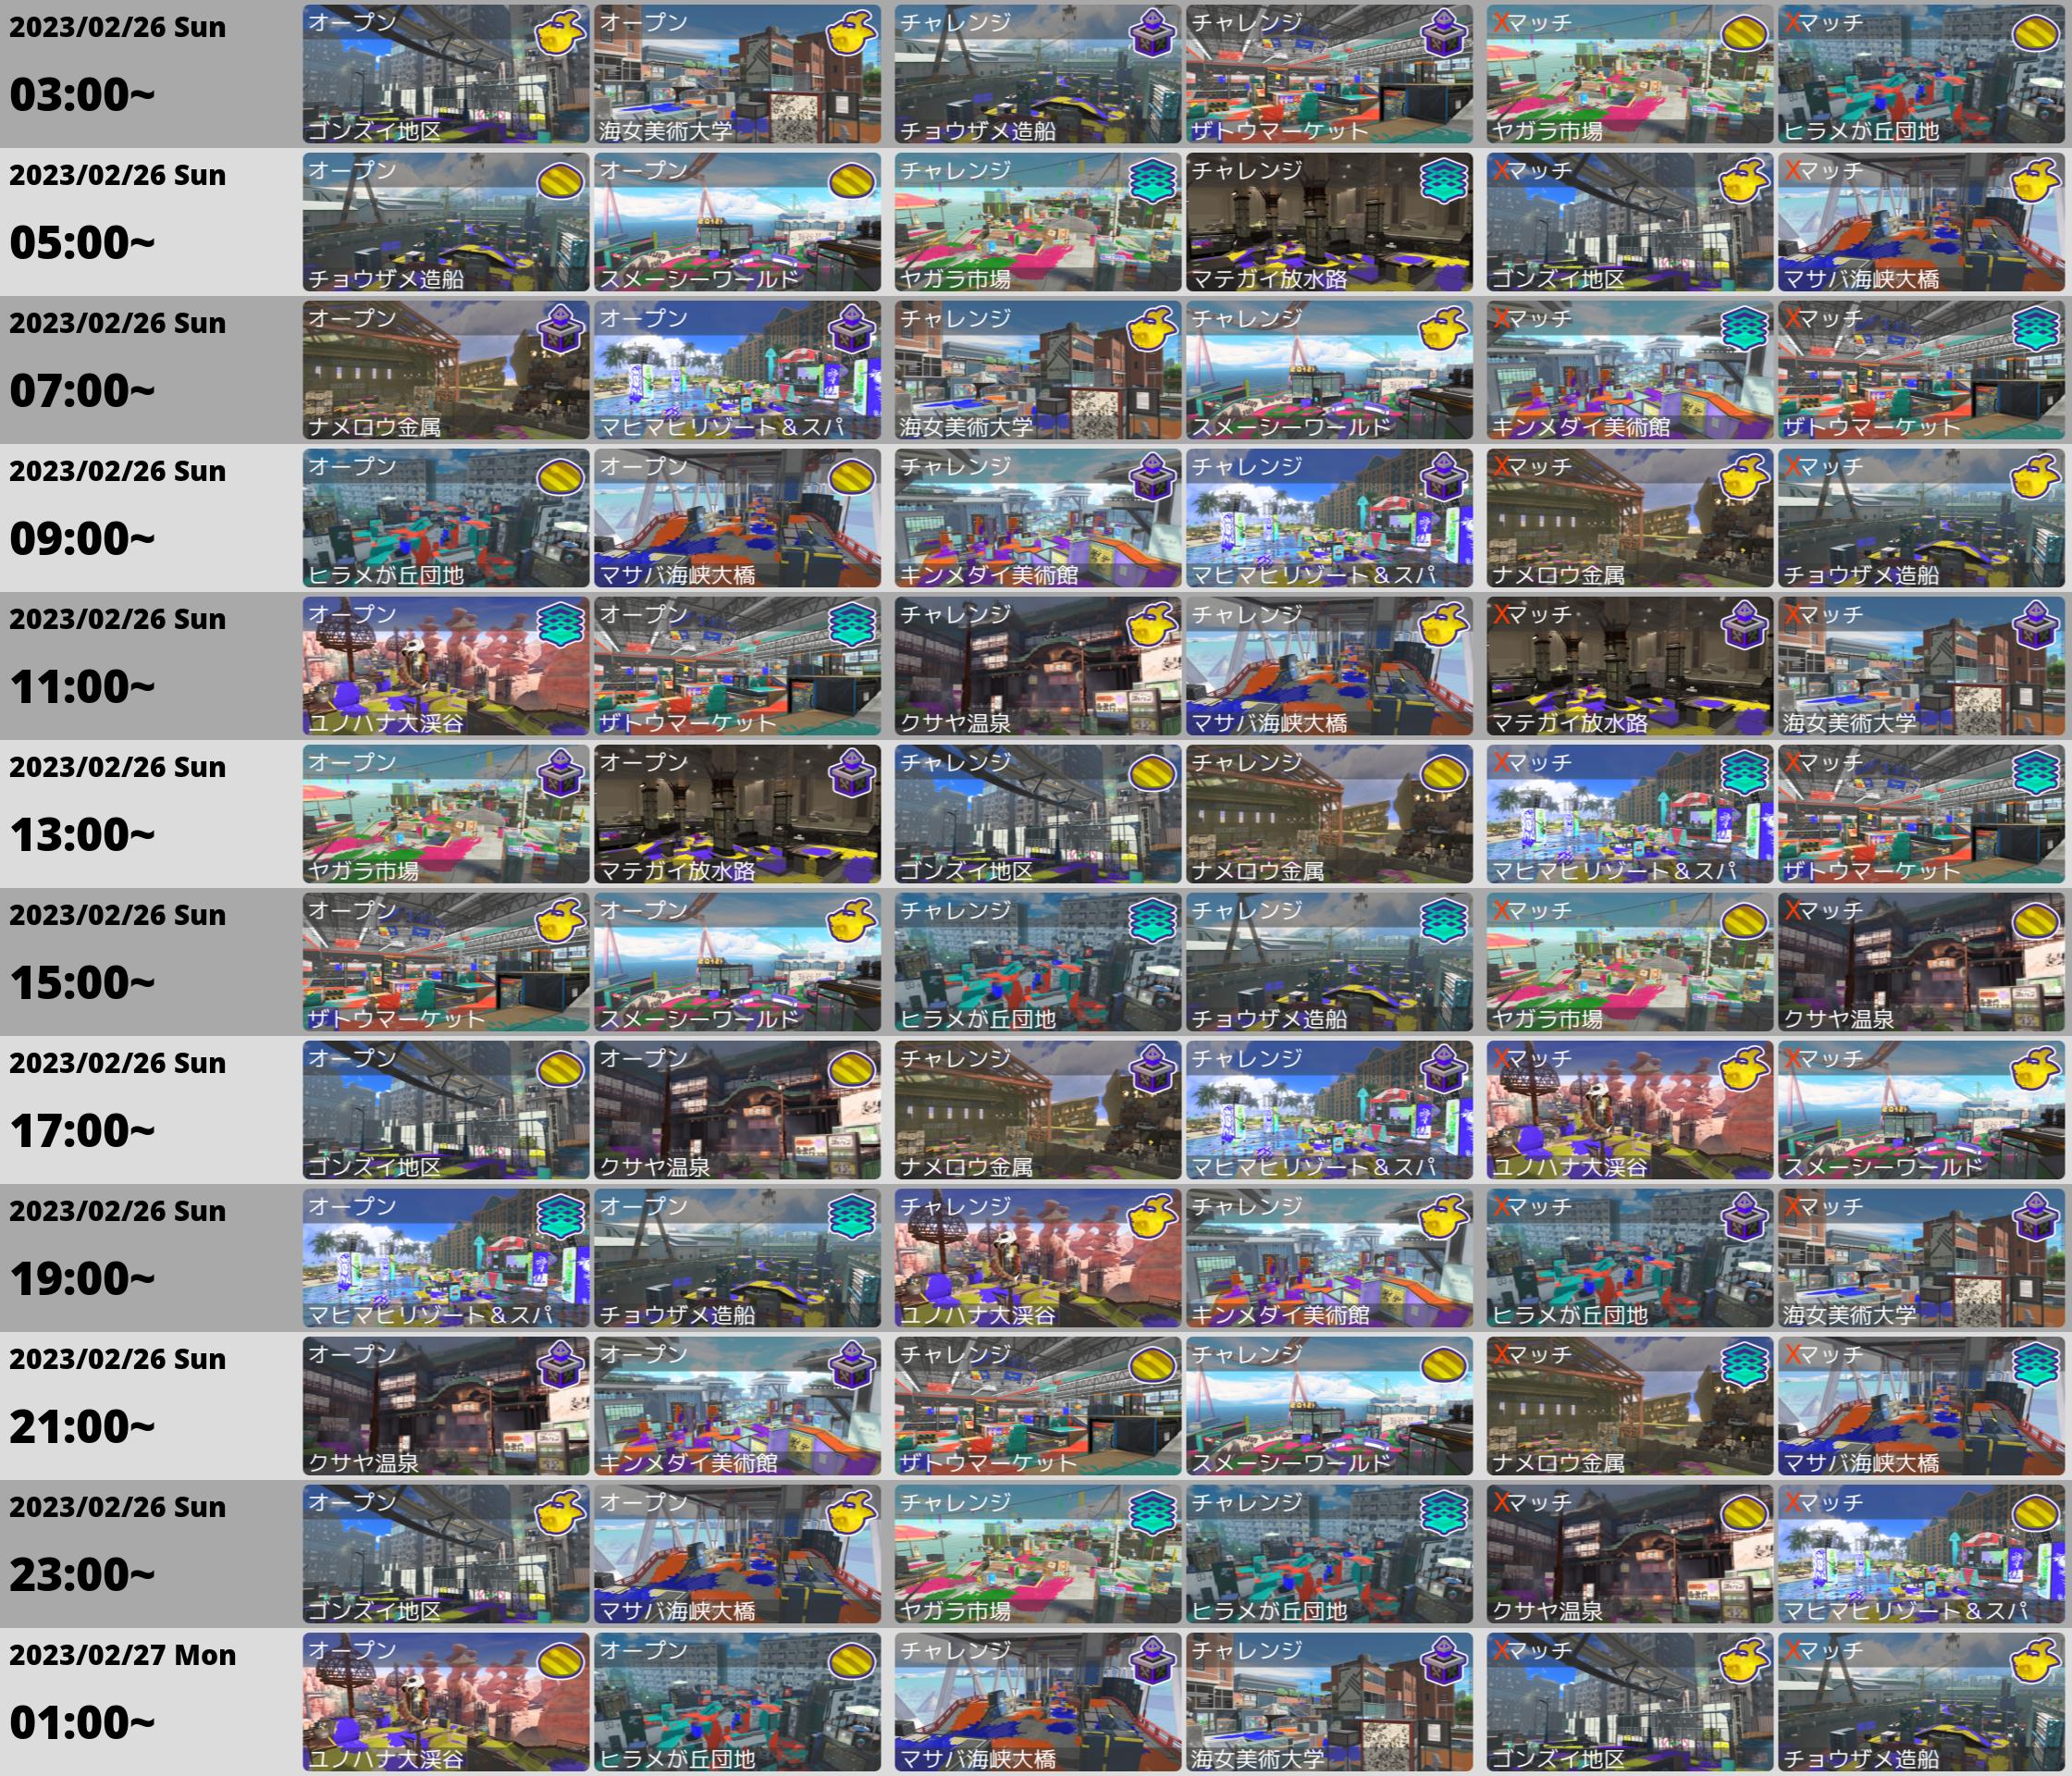 2023/02/26 Sun
03:00~
オープン
ゴンズイ地区
オープン
海女美術大学
チャレンジ
チョウザメ造船
チャレンジ
ザトウマーケット
Xマッチ
ヤガラ市場
Xマッチ
ヒラメが丘団地
2023/02/26 Sun
05:00~
オープン
チョウザメ造船
オープン
スメーシーワールド
チャレンジ
ヤガラ市場
チャレンジ
マテガイ放水路
Xマッチ
ゴンズイ地区
Xマッチ
マサバ海峡大橋
2023/02/26 Sun
07:00~
オープン
ナメロウ金属
オープン
マヒマヒリゾート＆スパ
チャレンジ
海女美術大学
チャレンジ
スメーシーワールド
Xマッチ
キンメダイ美術館
Xマッチ
ザトウマーケット
2023/02/26 Sun
09:00~
オープン
ヒラメが丘団地
オープン
マサバ海峡大橋
チャレンジ
キンメダイ美術館
チャレンジ
マヒマヒリゾート＆スパ
Xマッチ
ナメロウ金属
Xマッチ
チョウザメ造船
2023/02/26 Sun
11:00~
オープン
ユノハナ大渓谷
オープン
ザトウマーケット
チャレンジ
クサヤ温泉
チャレンジ
マサバ海峡大橋
Xマッチ
マテガイ放水路
Xマッチ
海女美術大学
2023/02/26 Sun
13:00~
オープン
ヤガラ市場
オープン
マテガイ放水路
チャレンジ
ゴンズイ地区
チャレンジ
ナメロウ金属
Xマッチ
マヒマヒリゾート＆スパ
Xマッチ
ザトウマーケット
2023/02/26 Sun
15:00~
オープン
ザトウマーケット
オープン
スメーシーワールド
チャレンジ
ヒラメが丘団地
チャレンジ
チョウザメ造船
Xマッチ
ヤガラ市場
Xマッチ
クサヤ温泉
2023/02/26 Sun
17:00~
オープン
ゴンズイ地区
オープン
クサヤ温泉
チャレンジ
ナメロウ金属
チャレンジ
マヒマヒリゾート＆スパ
Xマッチ
ユノハナ大渓谷
Xマッチ
スメーシーワールド
2023/02/26 Sun
19:00~
オープン
マヒマヒリゾート＆スパ
オープン
チョウザメ造船
チャレンジ
ユノハナ大渓谷
チャレンジ
キンメダイ美術館
Xマッチ
ヒラメが丘団地
Xマッチ
海女美術大学
2023/02/26 Sun
21:00~
オープン
クサヤ温泉
オープン
キンメダイ美術館
チャレンジ
ザトウマーケット
チャレンジ
スメーシーワールド
Xマッチ
ナメロウ金属
Xマッチ
マサバ海峡大橋
2023/02/26 Sun
23:00~
オープン
ゴンズイ地区
オープン
マサバ海峡大橋
チャレンジ
ヤガラ市場
チャレンジ
ヒラメが丘団地
Xマッチ
クサヤ温泉
Xマッチ
マヒマヒリゾート＆スパ
2023/02/27 Mon
01:00~
オープン
ユノハナ大渓谷
オープン
ヒラメが丘団地
チャレンジ
マサバ海峡大橋
チャレンジ
海女美術大学
Xマッチ
ゴンズイ地区
Xマッチ
チョウザメ造船